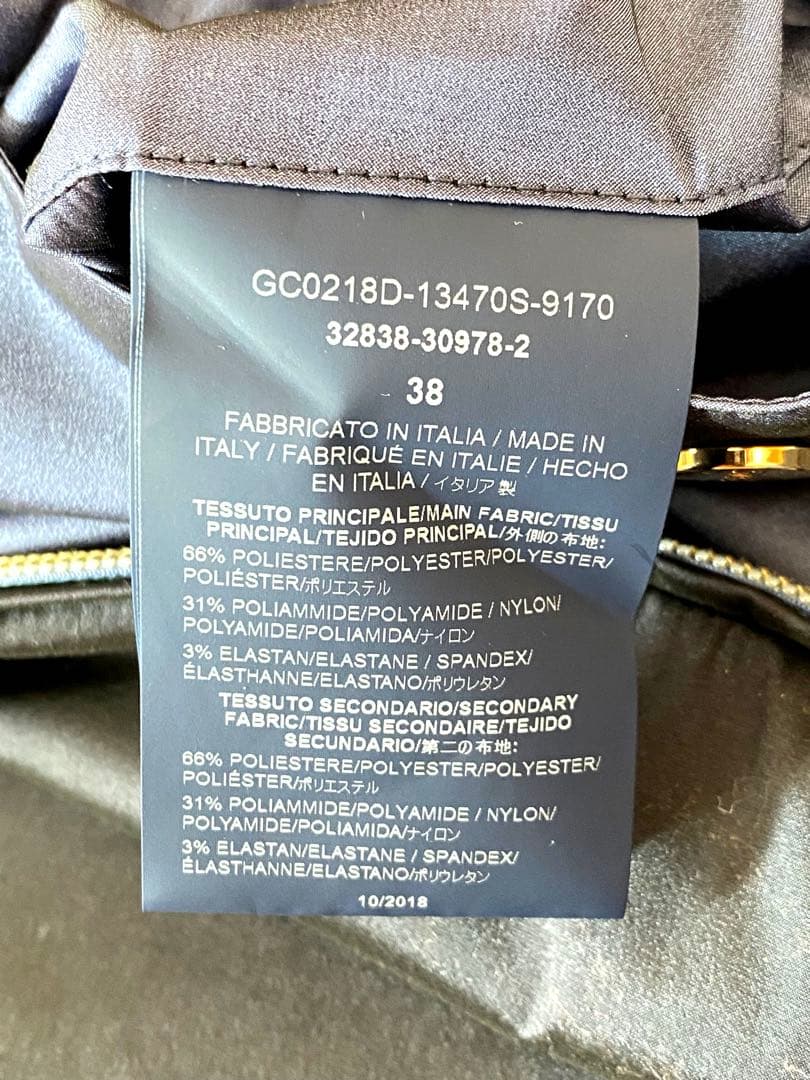 GC0218D-13470S-9170
32838-30978-2
38
FABBRICATO IN ITALIA / MADE IN
ITALY / FABRIQUÉ EN ITALIE / HECHO
EN ITALIA / イタリア製
TESSUTO PRINCIPALE/MAIN FABRIC/TISSU
PRINCIPAL/TEJIDO PRINCIPAL/外側の布地:
66% POLIESTERE/POLYESTER/POLYESTER/
POLIÉSTER/ポリエステル
31% POLIAMMIDE/POLYAMIDE / NYLON/
POLYAMIDE/POLIAMIDA/ナイロン
3% ELASTAN/ELASTANE / SPANDEX/
ÉLASTHANNE/ELASTANO/ポリウレタン
TESSUTO SECONDARIO/SECONDARY
FABRIC/TISSU SECONDAIRE/TEJIDO
SECUNDARIO/第二の布地:
66% POLIESTERE/POLYESTER/POLYESTER/
POLIÉSTER/ポリエステル
31% POLIAMMIDE/POLYAMIDE / NYLON/
POLYAMIDE/POLIAMIDA/ナイロン
3% ELASTAN/ELASTANE / SPANDEX/
ÉLASTHANNE/ELASTANO/ポリウレタン
10/2018